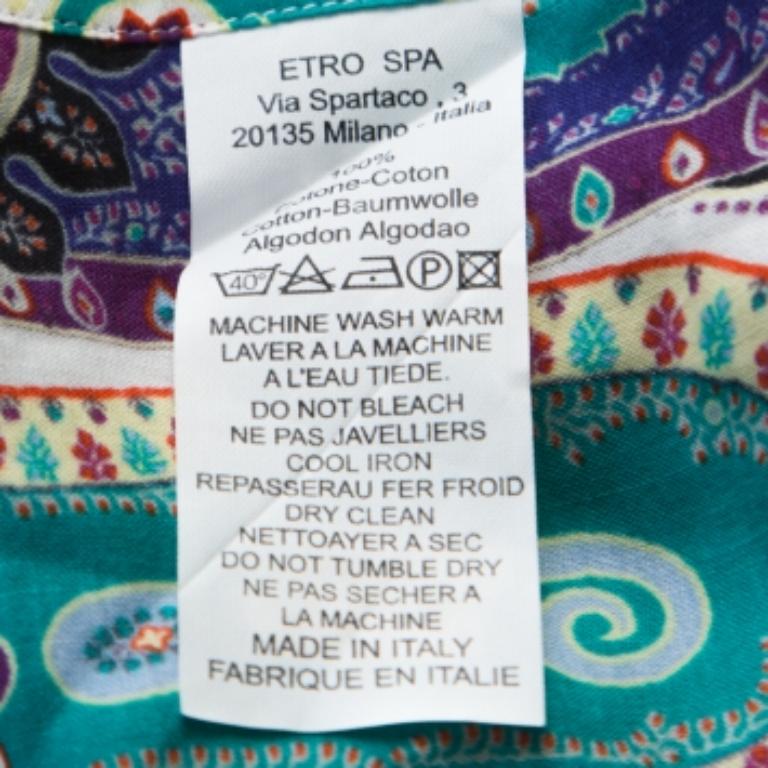 ETRO SPA
Via Spartaco , 3
20135 Milano - Italia
100%
Cotone-Coton
Cotton-Baumwolle
Algodon Algodao
40° P
MACHINE WASH WARM
LAVER A LA MACHINE
A L'EAU TIEDE.
DO NOT BLEACH
NE PAS JAVELLIERS
COOL IRON
REPASSERAU FER FROID
DRY CLEAN
NETTOAYER A SEC
DO NOT TUMBLE DRY
NE PAS SECHER A
LA MACHINE
MADE IN ITALY
FABRIQUE EN ITALIE